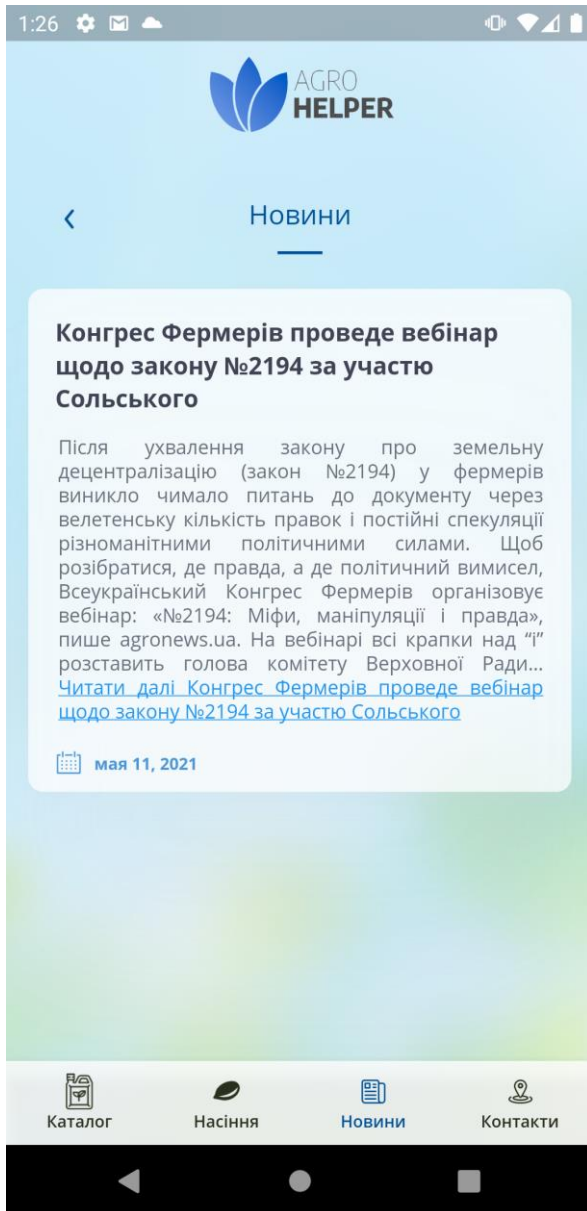 1:26
AGRO
HELPER
Новини
Конгрес Фермерів проведе вебінар
щодо закону №2194 за участю
Сольського
Після ухвалення закону про земельну
децентралізацію (закон №2194) у фермерів
виникло чимало питань до документу через
велетенську кількість правок і постійні спекуляції
різноманітними політичними силами. Щоб
розібратися, де правда, а де політичний вимисел,
Всеукраїнський Конгрес Фермерів організовує
вебінар: «№2194: Міфи, маніпуляції і правда»,
пише agronews.ua. На вебінарі всі крапки над “і”
розставить голова комітету Верховної Ради...
Читати далі Конгрес Фермерів проведе вебінар
щодо закону №2194 за участю Сольського
мая 11, 2021
Каталог Насіння Новини Контакти